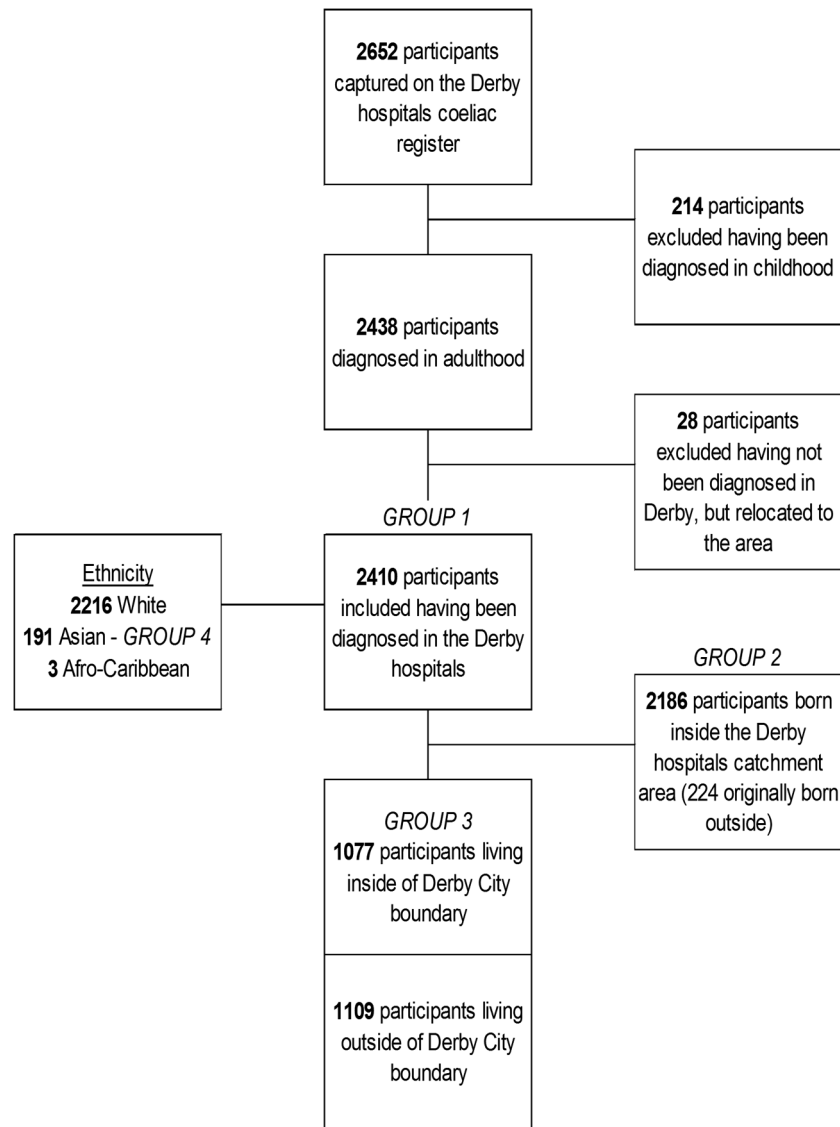 2652 participants
captured on the Derby
hospitals coeliac
register
214 participants
excluded having been
diagnosed in childhood
2438 participants
diagnosed in adulthood
28 participants
excluded having not
been diagnosed in
Derby, but relocated to
the area
GROUP 1
2410 participants
included having been
diagnosed in the Derby
hospitals
Ethnicity
2216 White
191 Asian - GROUP 4
3 Afro-Caribbean
GROUP 2
2186 participants born
inside the Derby
hospitals catchment
area (224 originally born
outside)
GROUP 3
1077 participants living
inside of Derby City
boundary
1109 participants living
outside of Derby City
boundary